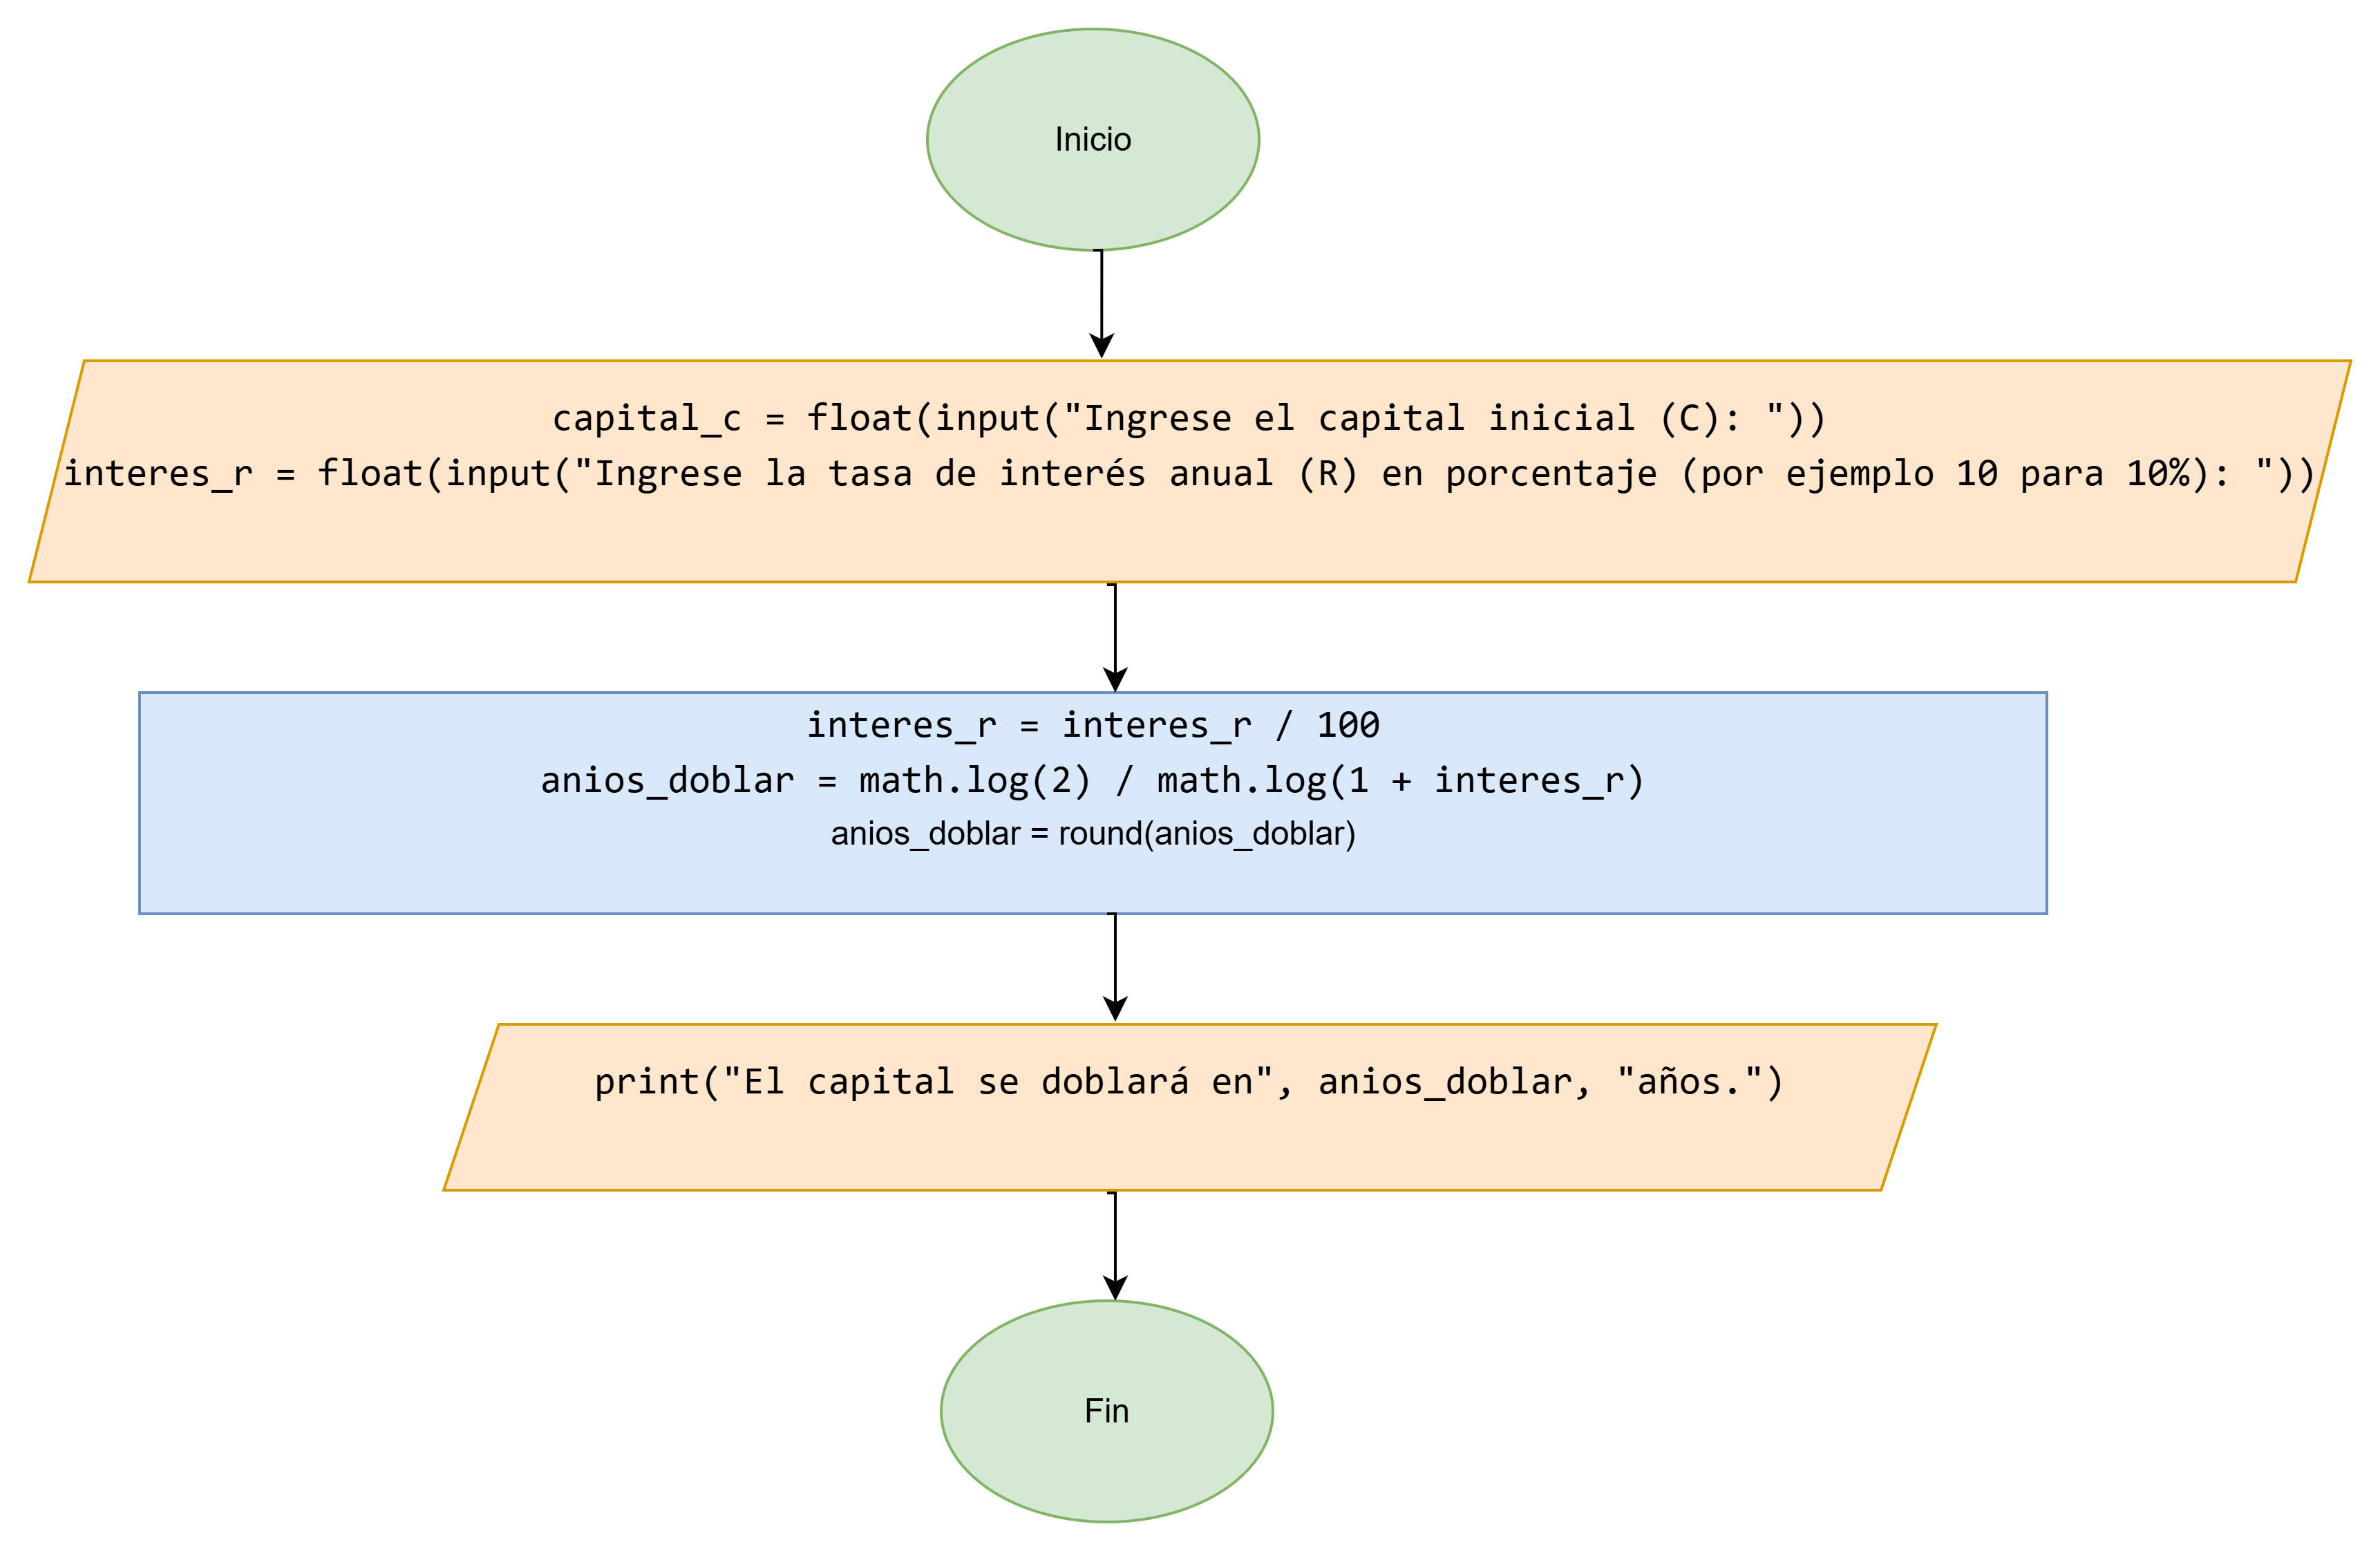 Inicio
capital_c = float(input("Ingrese el capital inicial (C): "))
interes_r = float(input("Ingrese la tasa de interés anual (R) en porcentaje (por ejemplo 10 para 10%): "))
interes_r = interes_r / 100
anios_doblar = math.log(2) / math.log(1 + interes_r)
anios_doblar = round(anios_doblar)
print("El capital se doblará en", anios_doblar, "años.")
Fin